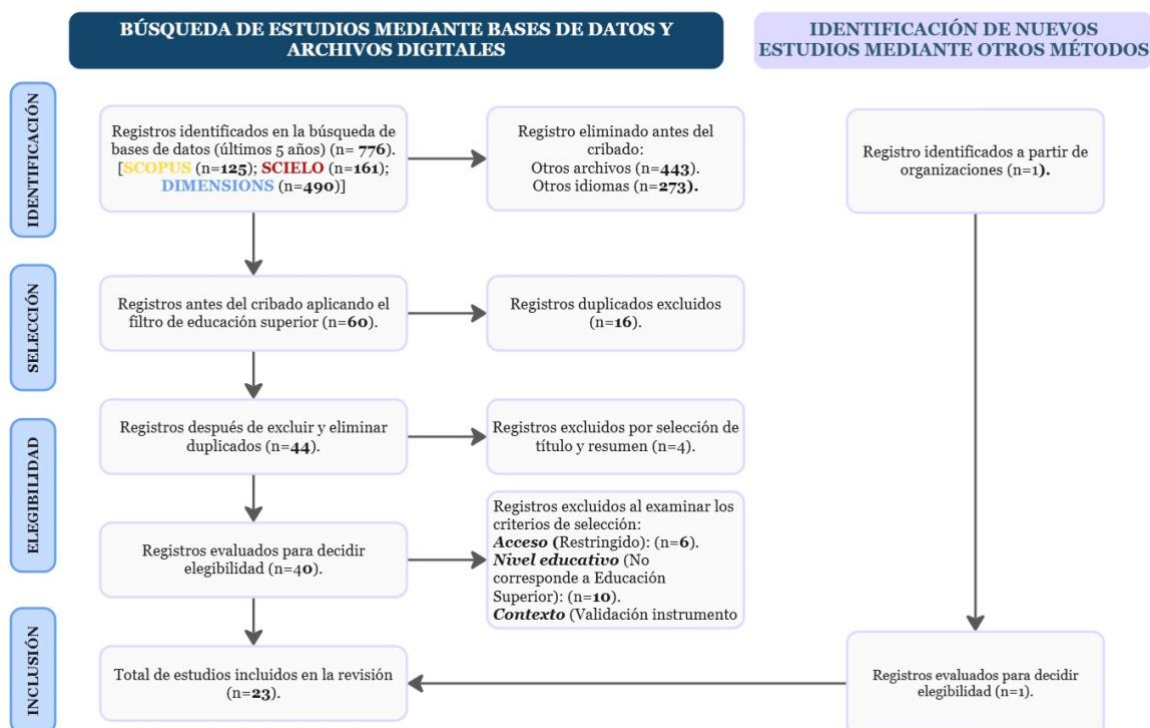 BÚSQUEDA DE ESTUDIOS MEDIANTE BASES DE DATOS Y
ARCHIVOS DIGITALES
IDENTIFICACIÓN DE NUEVOS
ESTUDIOS MEDIANTE OTROS MÉTODOS
IDENTIFICACIÓN
Registros identificados en la búsqueda de
bases de datos (últimos 5 años) (n= 776).
[SCOPUS (n=125); SCIELO (n=161);
DIMENSIONS (n=490)]
Registro eliminado antes del
cribado:
Otros archivos (n=443).
Otros idiomas (n=273).
Registro identificados a partir de
organizaciones (n=1).
SELECCIÓN
Registros antes del cribado aplicando el
filtro de educación superior (n=60).
Registros duplicados excluidos
(n=16).
ELEGIBILIDAD
Registros después de excluir y eliminar
duplicados (n=44).
Registros excluidos por selección de
título y resumen (n=4).
Registros evaluados para decidir
elegibilidad (n=40).
Registros excluidos al examinar los
criterios de selección:
Acceso (Restringido): (n=6).
Nivel educativo (No
corresponde a Educación
Superior): (n=10).
Contexto (Validación instrumento
INCLUSIÓN
Total de estudios incluidos en la revisión
(n=23).
Registros evaluados para decidir
elegibilidad (n=1).